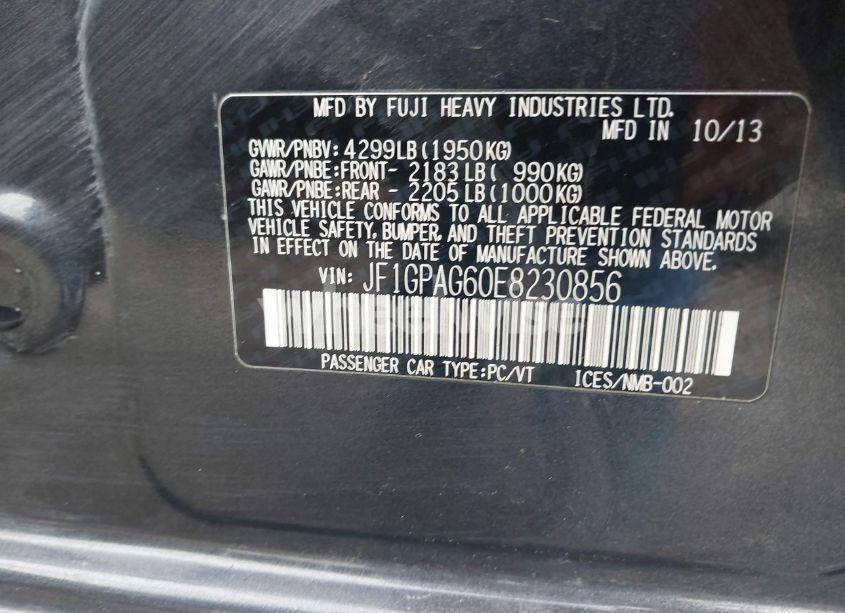 MFD BY FUJI HEAVY INDUSTRIES LTD.
MFD IN 10/13
GVWR/PNBV: 4299LB(1950KG)
GAWR/PNBE:FRONT- 2183LB( 990KG)
GAWR/PNBE:REAR - 2205LB(1000KG)
THIS VEHICLE CONFORMS TO ALL APPLICABLE FEDERAL MOTOR
VEHICLE SAFETY, BUMPER, AND THEFT PREVENTION STANDARDS
IN EFFECT ON THE DATE OF MANUFACTURE SHOWN ABOVE.
VIN: JF1GPAG60E8230856
PASSENGER CAR TYPE:PC/VT ICES/NMB-002